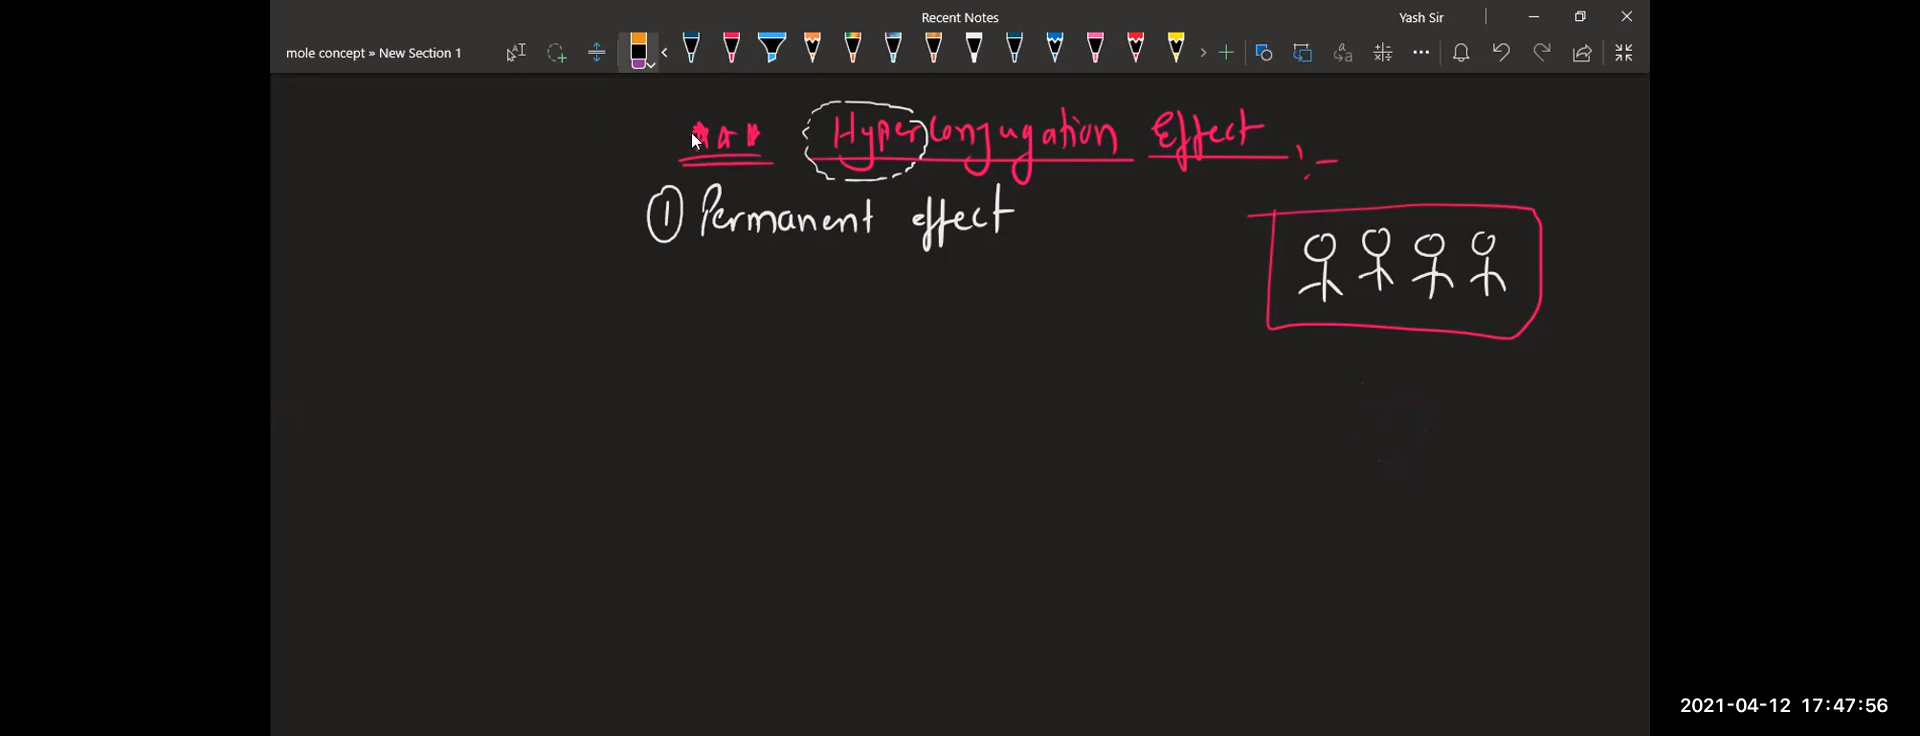 Recent Notes
Yash Sir
mole concept » New Section 1
*** Hyperconjugation Effect :-
① Permanent effect
2021-04-12 17:47:56